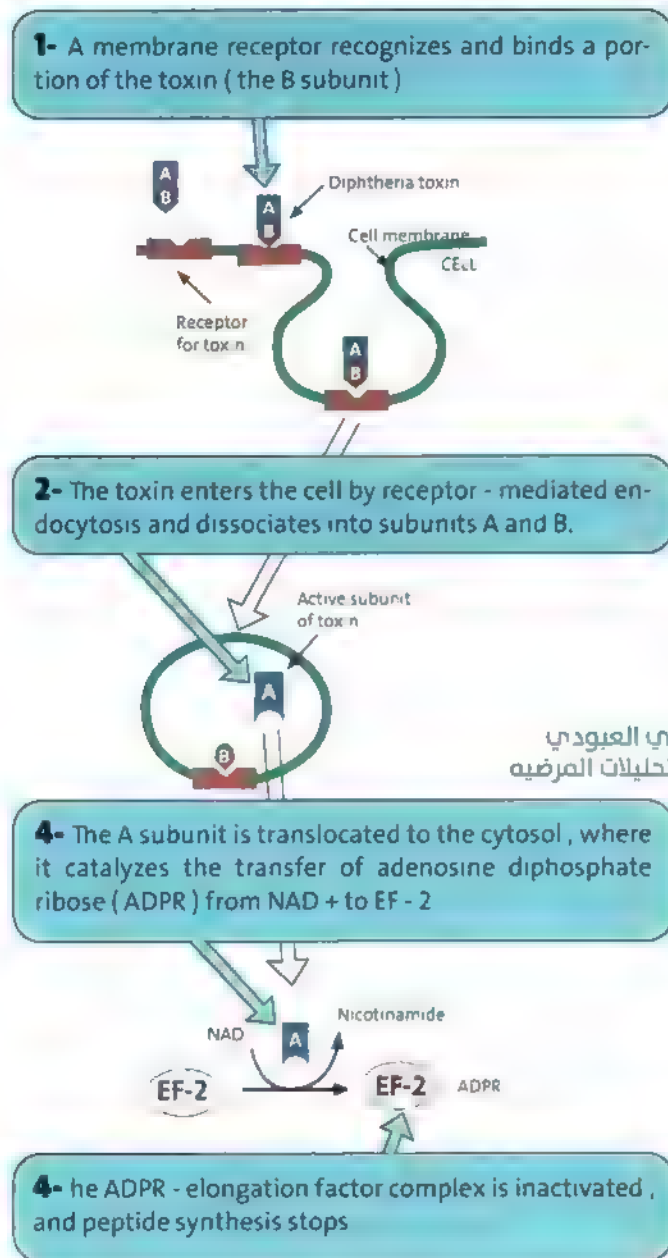 1- A membrane receptor recognizes and binds a por-
tion of the toxin ( the B subunit )
A
B
A
B
Diphtheria toxin
Cell membrane
CELL
Receptor
for tox n
A
B
2- The toxin enters the cell by receptor - mediated en-
docytosis and dissociates into subunits A and B.
Active subunit
of tox n
A
B
ي العبودي
حليلات المرضيه
4- The A subunit is translocated to the cytosol , where
it catalyzes the transfer of adenosine diphosphate
ribose ( ADPR ) from NAD + to EF - 2
NAD
A
Nicotinamide
EF-2
EF-2
ADPR
4- he ADPR - elongation factor complex is inactivated ,
and peptide synthesis stops